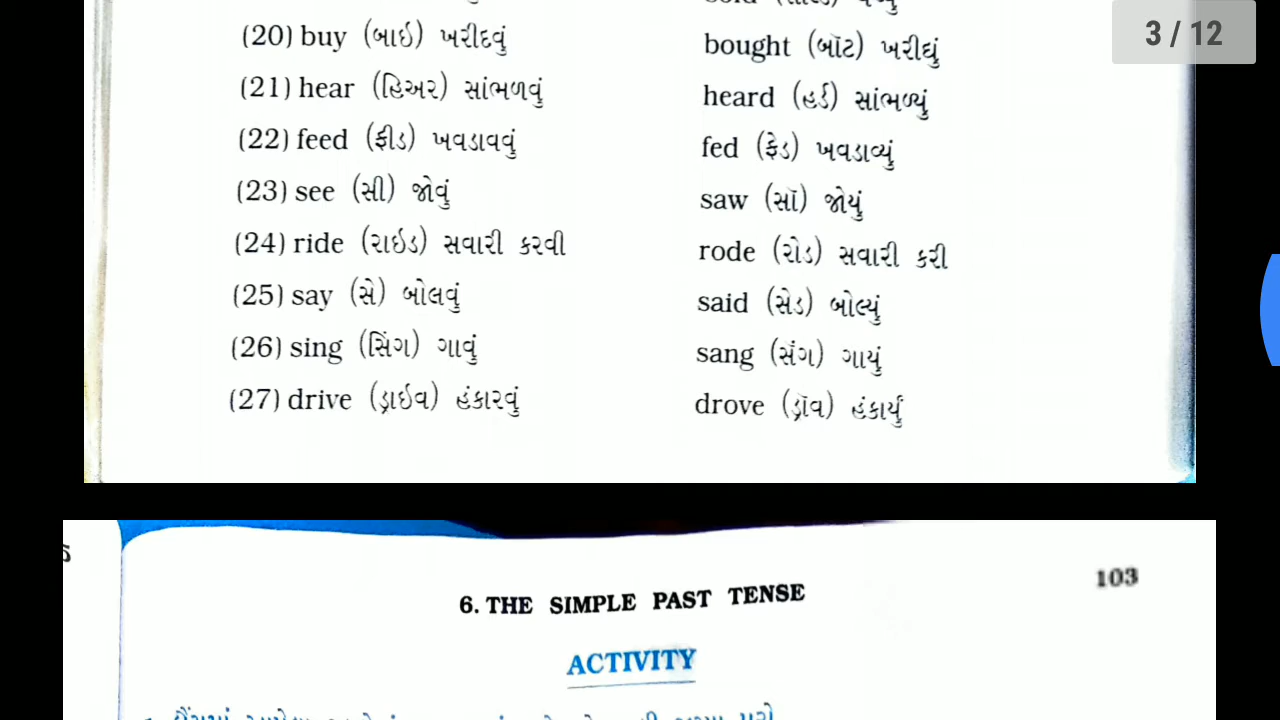 3 / 12
(20) buy (બાઇ) ખરીદવું bought (બૉટ) ખરીદ્યું
(21) hear (હિઅર) સાંભળવું heard (હર્ડ) સાંભળ્યું
(22) feed (ફીડ) ખવડાવવું fed (ફેડ) ખવડાવ્યું
(23) see (સી) જોવું saw (સૉ) જોયું
(24) ride (રાઇડ) સવારી કરવી rode (રોડ) સવારી કરી
(25) say (સે) બોલવું said (સેડ) બોલ્યું
(26) sing (સિંગ) ગાવું sang (સંગ) ગાયું
(27) drive (ડ્રાઇવ) હંકારવું drove (ડ્રૉવ) હંકાર્યું
103
6. THE SIMPLE PAST TENSE
ACTIVITY